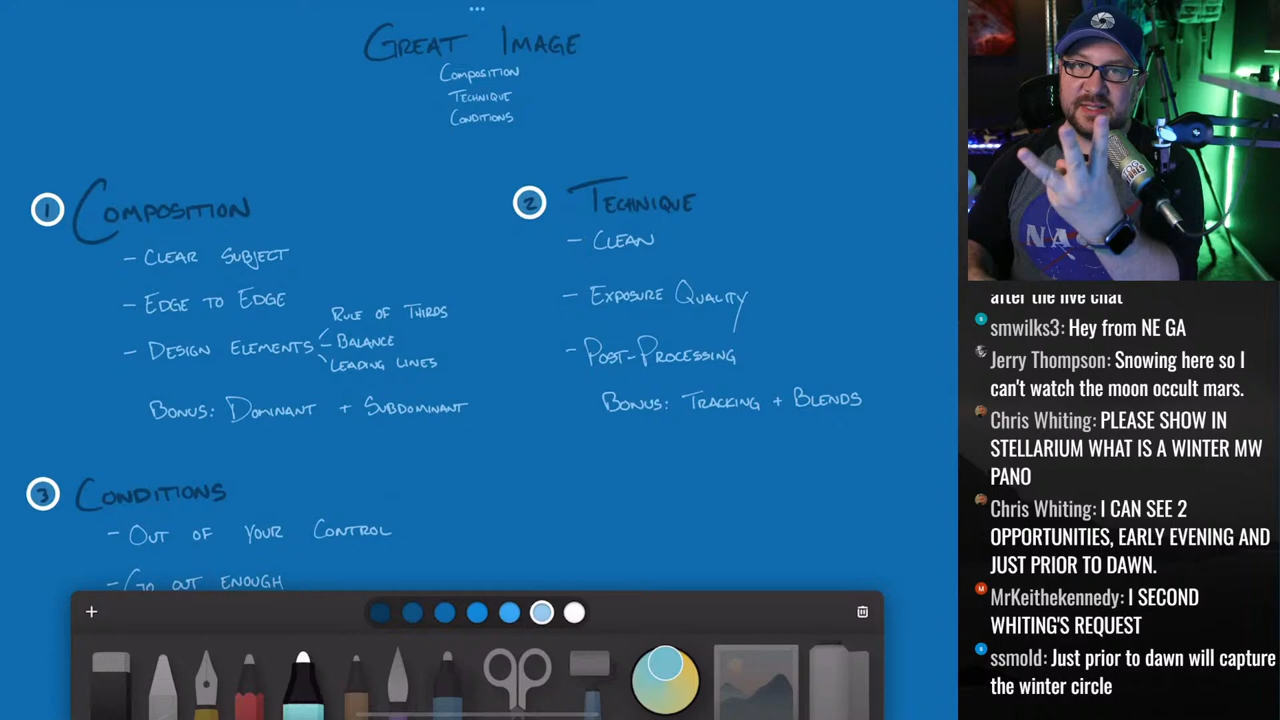 GREAT IMAGE
COMPOSITION
TECHNIQUE
CONDITIONS
1 COMPOSITION
- CLEAR SUBJECT
- EDGE TO EDGE
- DESIGN ELEMENTS
RULE OF THIRDS
BALANCE
LEADING LINES
BONUS: DOMINANT + SUBDOMINANT
2 TECHNIQUE
- CLEAN
- EXPOSURE QUALITY
- POST-PROCESSING
BONUS: TRACKING + BLENDS
3 CONDITIONS
- OUT OF YOUR CONTROL
- GO OUT ENOUGH
NASA
after the live chat
smwilks3: Hey from NE GA
Jerry Thompson: Snowing here so I
can't watch the moon occult mars.
Chris Whiting: PLEASE SHOW IN
STELLARIUM WHAT IS A WINTER MW
PANO
Chris Whiting: I CAN SEE 2
OPPORTUNITIES, EARLY EVENING AND
JUST PRIOR TO DAWN.
MrKeithekennedy: I SECOND
WHITING'S REQUEST
ssmold: Just prior to dawn will capture
the winter circle